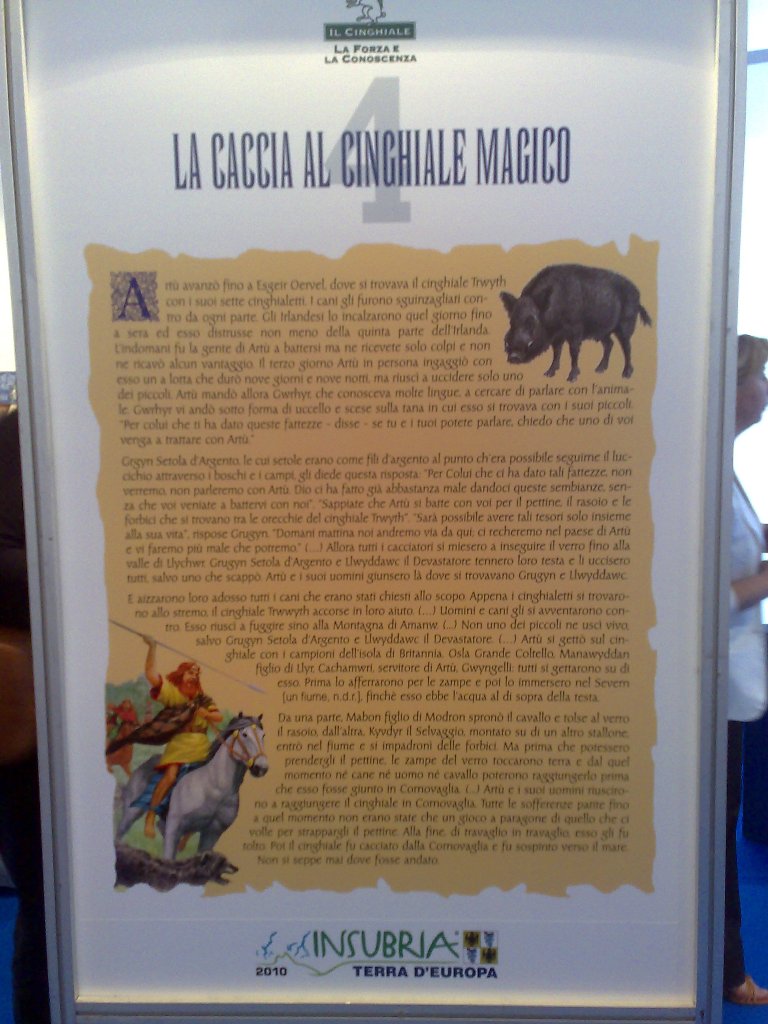 IL CINGHIALE
LA FORZA E
LA CONOSCENZA
4
LA CACCIA AL CINGHIALE MAGICO
Artù avanzò fino a Esgeir Oervel, dove si trovava il cinghiale Trwyth
con i suoi sette cinghialetti. I cani gli furono sguinzagliati con-
tro da ogni parte. Gli Irlandesi lo incalzarono quel giorno fino
a sera ed esso distrusse non meno della quinta parte dell'Irlanda.
L'indomani fu la gente di Artù a battersi ma ne ricevete solo colpi e non
ne ricavò alcun vantaggio. Il terzo giorno Artù in persona ingaggiò con
esso un a lotta che durò nove giorni e nove notti, ma riuscì a uccidere solo uno
dei piccoli. Artù mandò allora Gwrhyr, che conosceva molte lingue, a cercare di parlare con l'anima-
le. Gwrhyr vi andò sotto forma di uccello e scese sulla tana in cui esso si trovava con i suoi piccoli.
"Per colui che ti ha dato queste fattezze - disse - se tu e i tuoi potete parlare, chiedo che uno di voi
venga a trattare con Artù."
Grgyn Setola d'Argento, le cui setole erano come fili d'argento al punto ch'era possibile seguirne il luc-
cichio attraverso i boschi e i campi, gli diede questa risposta: "Per Colui che ci ha dato tali fattezze, non
verremo, non parleremo con Artù. Dio ci ha fatto già abbastanza male dandoci queste sembianze, sen-
za che voi veniate a battervi con noi". "Sappiate che Artù si batte con voi per il pettine, il rasoio e le
forbici che si trovano tra le orecchie del cinghiale Trwyth". "Sarà possibile avere tali tesori solo insieme
alla sua vita", rispose Grugyn. "Domani mattina noi andremo via da qui; ci recheremo nel paese di Artù
e vi faremo più male che potremo." (...) Allora tutti i cacciatori si misero a inseguire il verro fino alla
valle di Llychwr. Grugyn Setola d'Argento e Llwyddawc il Devastatore tennero loro testa e li uccisero
tutti, salvo uno che scappò. Artù e i suoi uomini giunsero là dove si trovavano Grugyn e Llwyddawc.
E aizzarono loro adosso tutti i cani che erano stati chiesti allo scopo. Appena i cinghialetti si trovaro-
no allo stremo, il cinghiale Trwwyth accorse in loro aiuto. (...) Uomini e cani gli si avventarono con-
tro. Esso riuscì a fuggire sino alla Montagna di Amanw. (...) Non uno dei piccoli ne uscì vivo,
salvo Grugyn Setola d'Argento e Llwyddawc il Devastatore. (...) Artù si gettò sul cin-
ghiale con i campioni dell'isola di Britannia. Osla Grande Coltello, Manawyddan
figlio di Llyr, Cachamwri, servitore di Artù, Gwyngelli: tutti si gettarono su di
esso. Prima lo afferrarono per le zampe e poi lo immersero nel Severn
[un fiume, n.d.r.], finchè esso ebbe l'acqua al di sopra della testa.
Da una parte, Mabon figlio di Modron spronò il cavallo e tolse al verro
il rasoio, dall'altra, Kyvdyr il Selvaggio, montato su di un altro stallone,
entrò nel fiume e si impadronì delle forbici. Ma prima che potessero
prendergli il pettine, le zampe del verro toccarono terra e dal quel
momento né cane né uomo né cavallo poterono raggiungerlo prima
che esso fosse giunto in Cornovaglia. (...) Artù e i suoi uomini riusciro-
no a raggiungere il cinghiale in Cornovaglia. Tutte le sofferenze patite fino
a quel momento non erano state che un gioco a paragone di quello che ci
volle per strappargli il pettine. Alla fine, di travaglio in travaglio, esso gli fu
tolto. Poi il cinghiale fu cacciato dalla Cornovaglia e fu sospinto verso il mare.
Non si seppe mai dove fosse andato.
INSUBRIA
2010 TERRA D'EUROPA